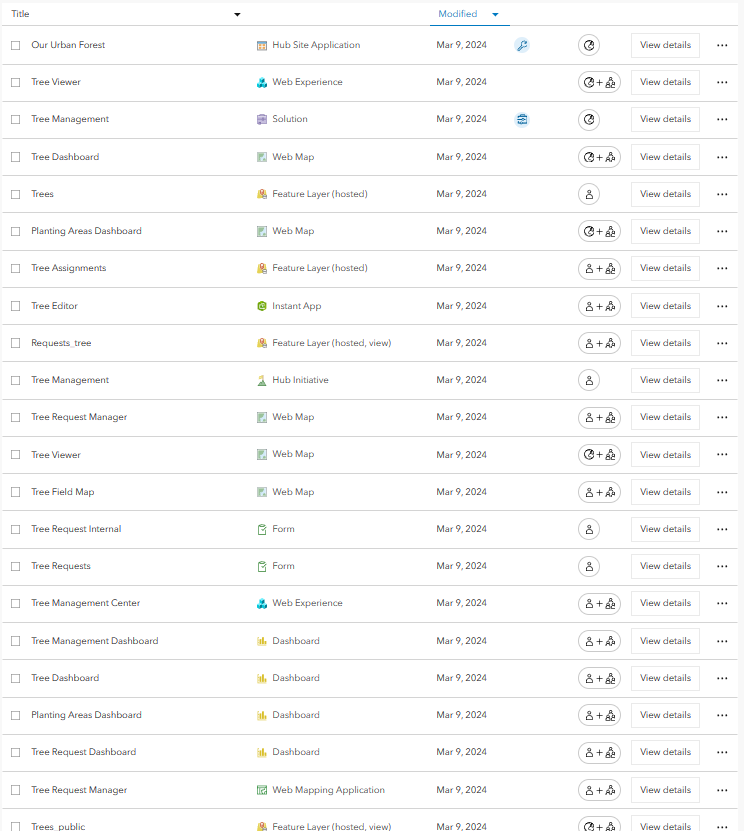 Title Modified
Our Urban Forest Hub Site Application Mar 9, 2024 View details
Tree Viewer Web Experience Mar 9, 2024 View details
Tree Management Solution Mar 9, 2024 View details
Tree Dashboard Web Map Mar 9, 2024 View details
Trees Feature Layer (hosted) Mar 9, 2024 View details
Planting Areas Dashboard Web Map Mar 9, 2024 View details
Tree Assignments Feature Layer (hosted) Mar 9, 2024 View details
Tree Editor Instant App Mar 9, 2024 View details
Requests_tree Feature Layer (hosted, view) Mar 9, 2024 View details
Tree Management Hub Initiative Mar 9, 2024 View details
Tree Request Manager Web Map Mar 9, 2024 View details
Tree Viewer Web Map Mar 9, 2024 View details
Tree Field Map Web Map Mar 9, 2024 View details
Tree Request Internal Form Mar 9, 2024 View details
Tree Requests Form Mar 9, 2024 View details
Tree Management Center Web Experience Mar 9, 2024 View details
Tree Management Dashboard Dashboard Mar 9, 2024 View details
Tree Dashboard Dashboard Mar 9, 2024 View details
Planting Areas Dashboard Dashboard Mar 9, 2024 View details
Tree Request Dashboard Dashboard Mar 9, 2024 View details
Tree Request Manager Web Mapping Application Mar 9, 2024 View details
Trees_public Feature Layer (hosted, view) Mar 9, 2024 View details